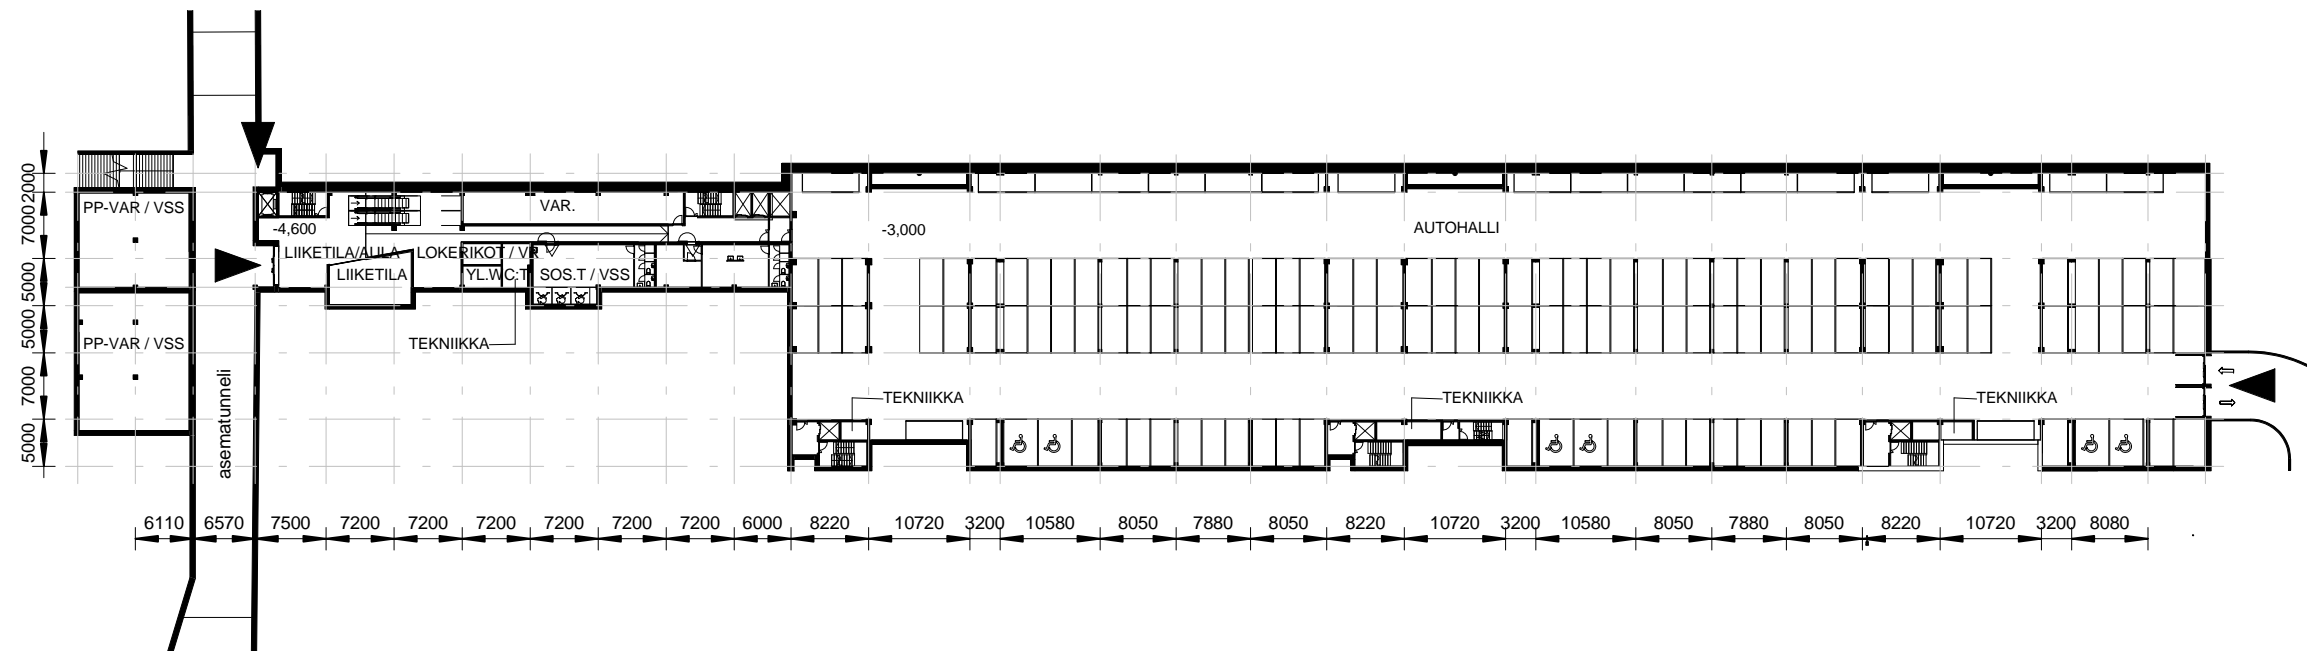 PP-VAR / VSS
VAR.
-4,600
-3,000
AUTOHALLI
LIIKETILA/AULA
LOKERIKOT / VR
LIIKETILA
YL.WC:T
SOS.T / VSS
PP-VAR / VSS
TEKNIIKKA
TEKNIIKKA
TEKNIIKKA
TEKNIIKKA
asematunneli
2000
7000
5000
5000
7000
5000
6110 6570 7500 7200 7200 7200 7200 7200 7200 6000 8220 10720 3200 10580 8050 7880 8050 8220 10720 3200 10580 8050 7880 8050 8220 10720 3200 8080